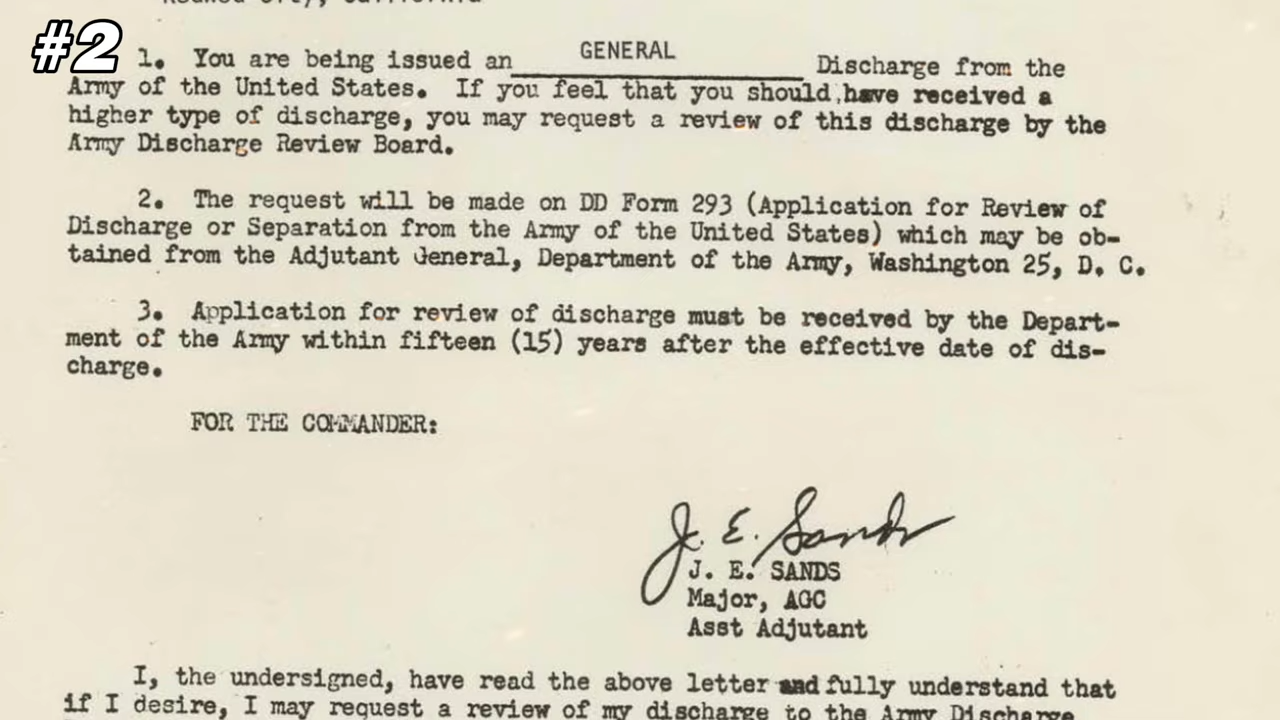 #2
1. You are being issued an GENERAL Discharge from the
Army of the United States. If you feel that you should have received a
higher type of discharge, you may request a review of this discharge by the
Army Discharge Review Board.
2. The request will be made on DD Form 293 (Application for Review of
Discharge or Separation from the Army of the United States) which may be ob-
tained from the Adjutant General, Department of the Army, Washington 25, D. C.
3. Application for review of discharge must be received by the Depart-
ment of the Army within fifteen (15) years after the effective date of dis-
charge.
FOR THE COMMANDER:
J. E. Sands
J. E. SANDS
Major, AGC
Asst Adjutant
I, the undersigned, have read the above letter and fully understand that
if I desire, I may request a review of my discharge to the Army Discharge